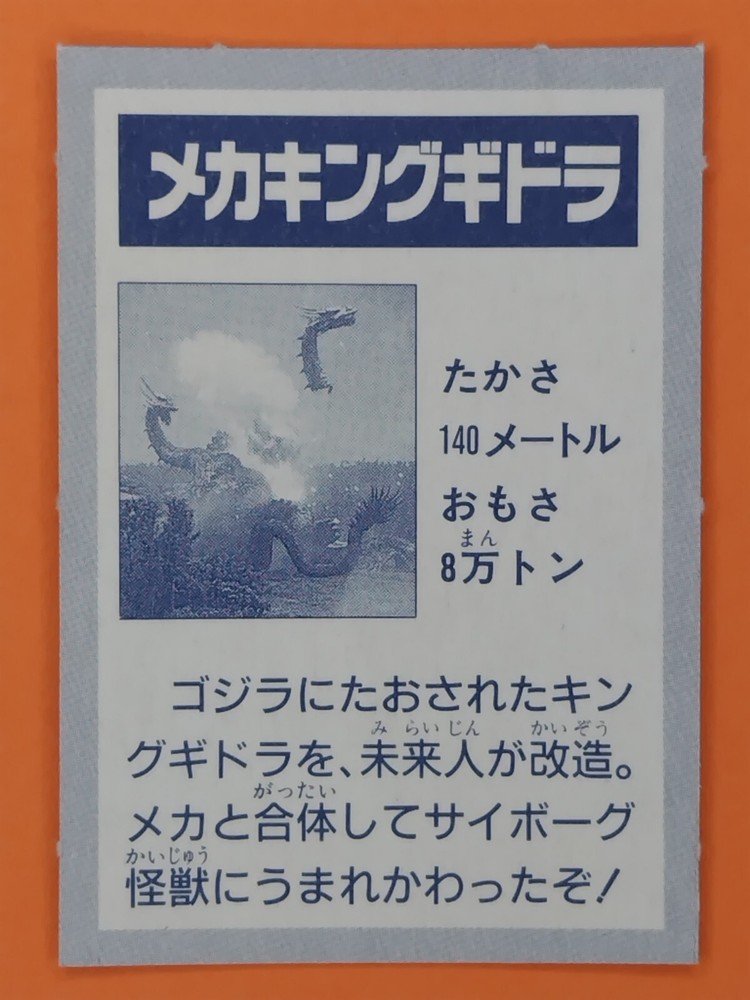 メカキングギドラ
たかさ
140メートル
おもさ
まん
8万トン
ゴジラにたおされたキン
みらいじん かいぞう
グギドラを、未来人が改造。
がったい
メカと合体してサイボーグ
かいじゅう
怪獣にうまれかわったぞ!